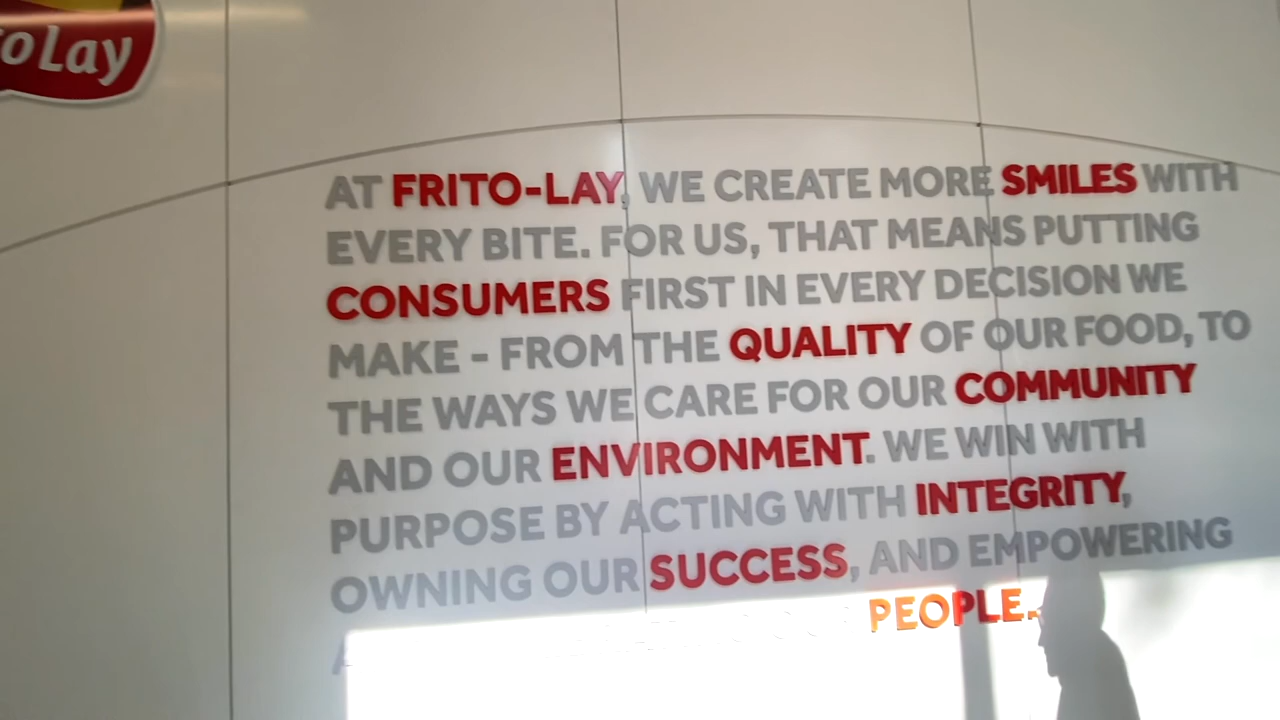 oLay
AT FRITO-LAY, WE CREATE MORE SMILES WITH
EVERY BITE. FOR US, THAT MEANS PUTTING
CONSUMERS FIRST IN EVERY DECISION WE
MAKE - FROM THE QUALITY OF OUR FOOD, TO
THE WAYS WE CARE FOR OUR COMMUNITY
AND OUR ENVIRONMENT. WE WIN WITH
PURPOSE BY ACTING WITH INTEGRITY,
OWNING OUR SUCCESS, AND EMPOWERING
PEOPLE.